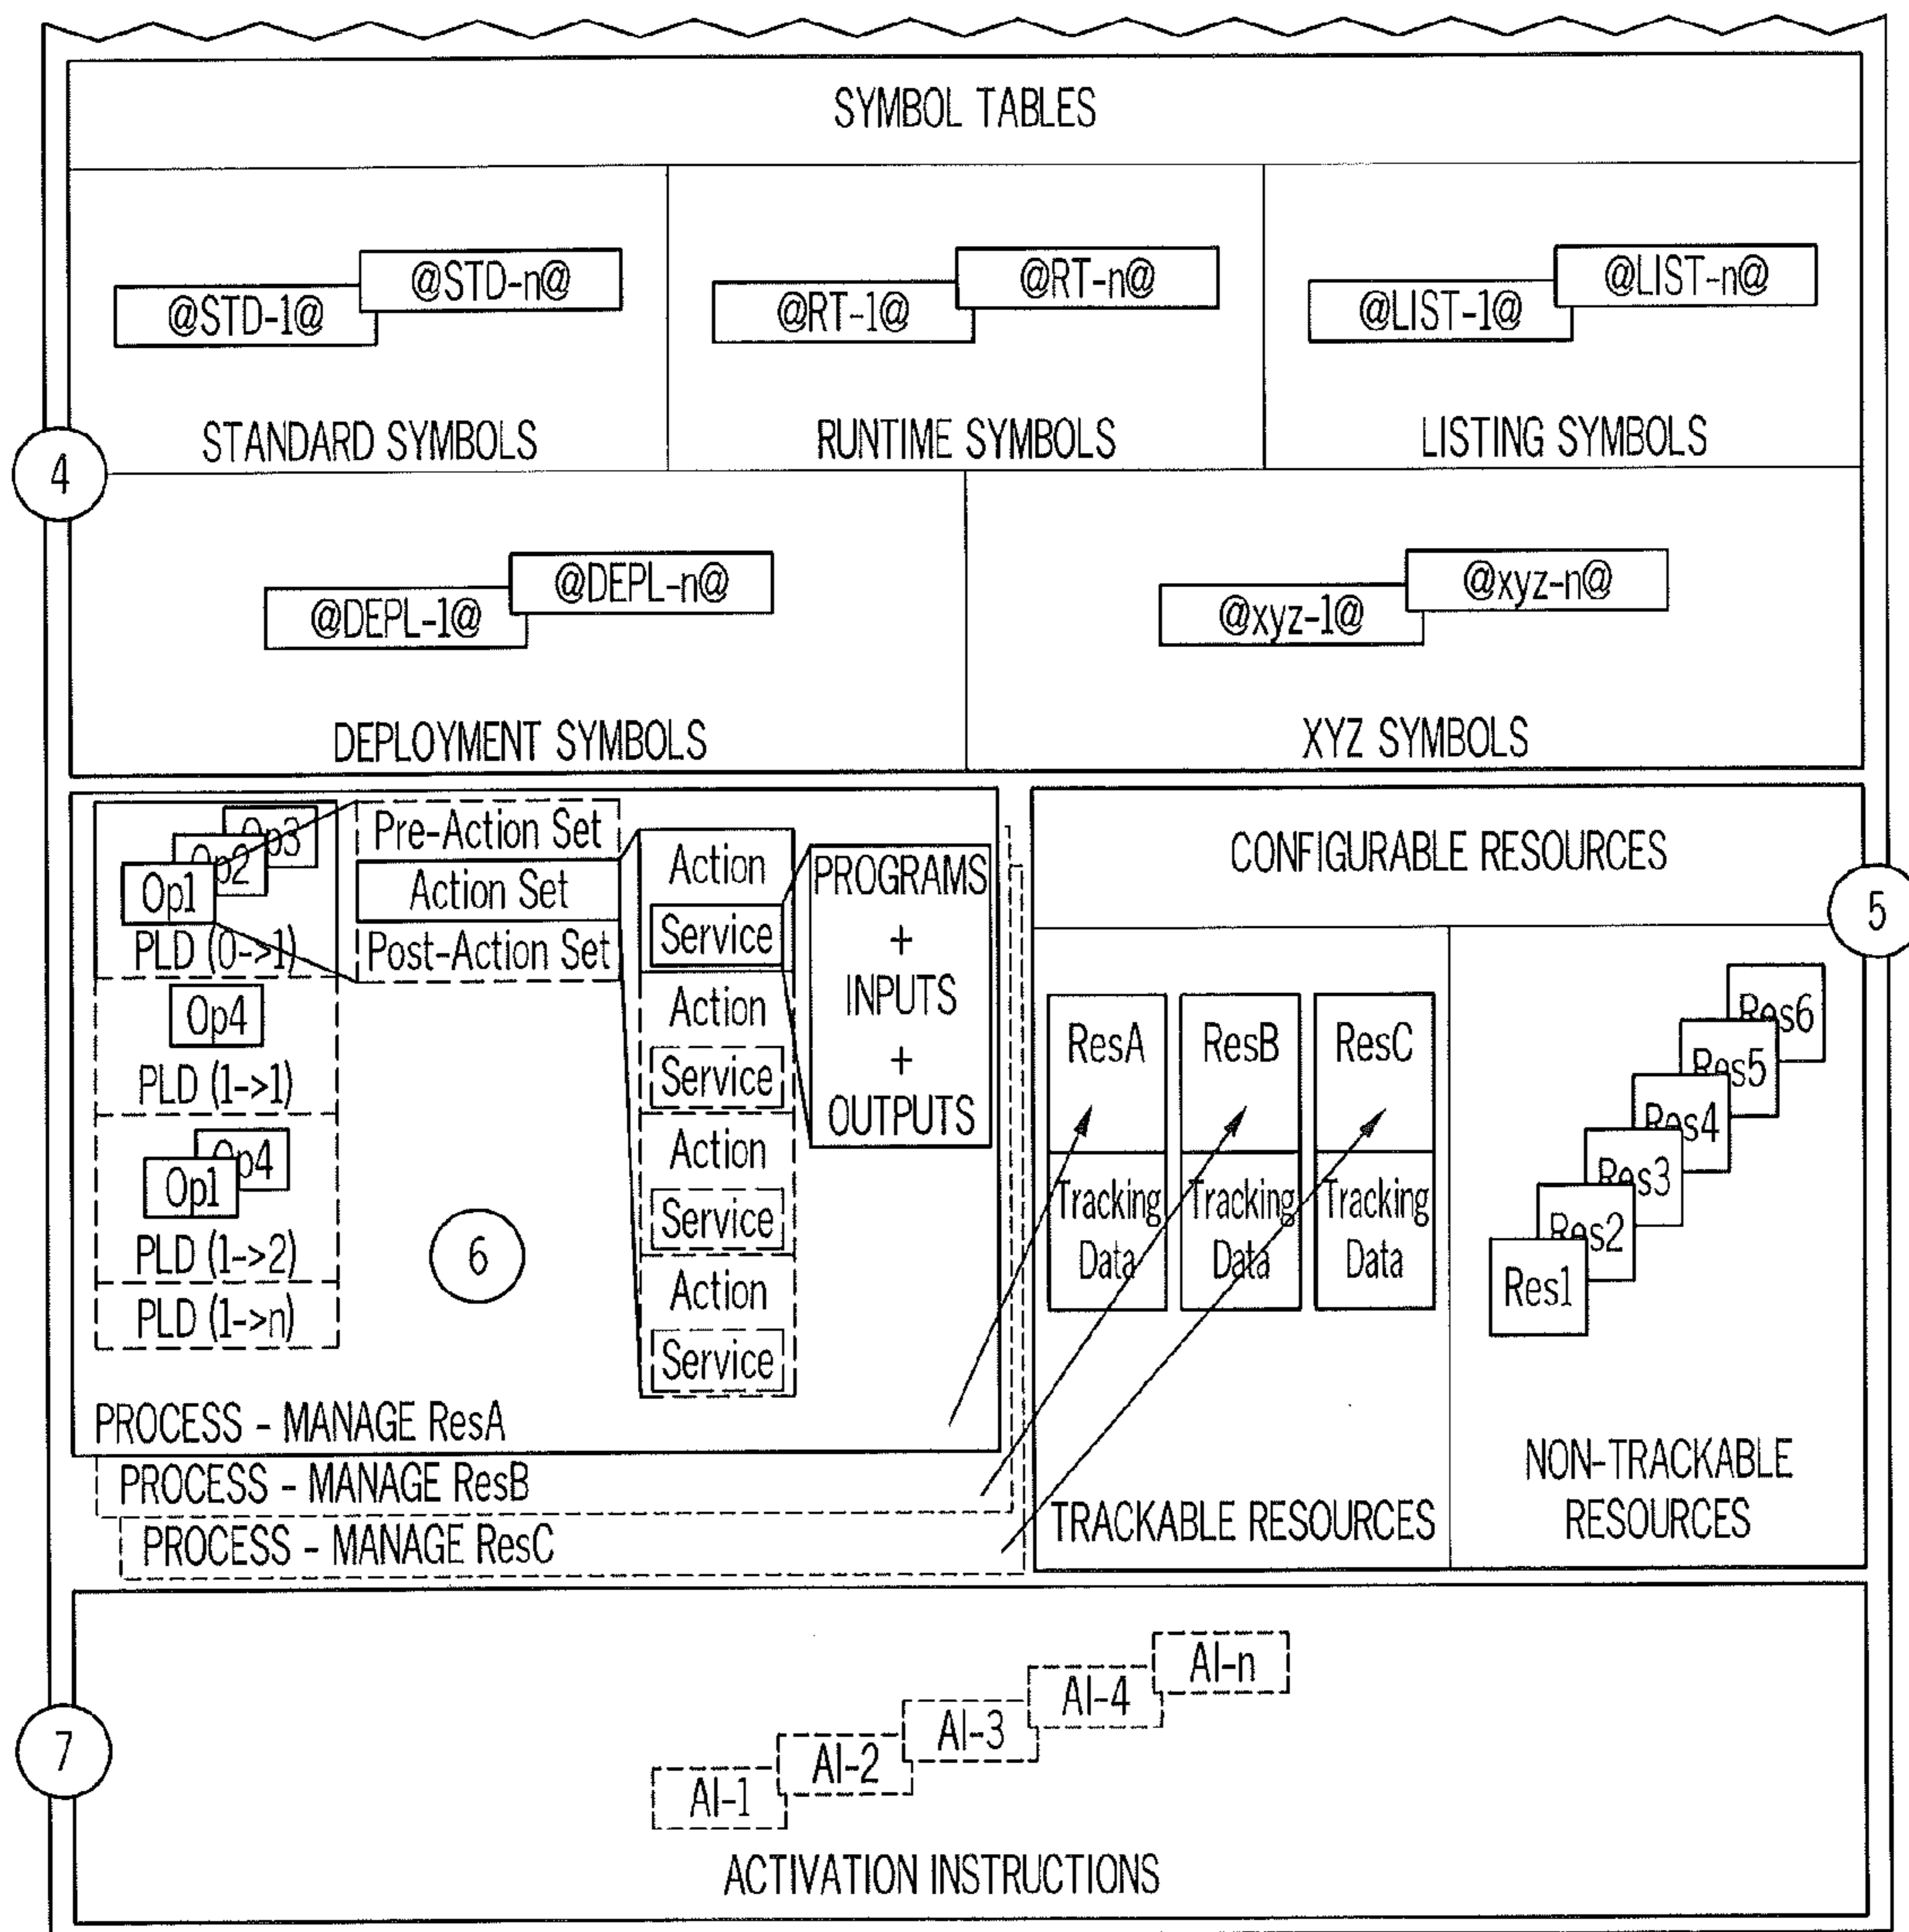 SYMBOL TABLES
@STD-1@
@STD-n@
STANDARD SYMBOLS
@RT-1@
@RT-n@
RUNTIME SYMBOLS
@LIST-1@
@LIST-n@
LISTING SYMBOLS
4
@DEPL-1@
@DEPL-n@
DEPLOYMENT SYMBOLS
@xyz-1@
@xyz-n@
XYZ SYMBOLS
Op1
Op2
Op3
PLD (0->1)
Op4
PLD (1->1)
Op1
Op4
PLD (1->2)
PLD (1->n)
Pre-Action Set
Action Set
Post-Action Set
Action
Service
Action
Service
Action
Service
Action
Service
PROGRAMS
+
INPUTS
+
OUTPUTS
6
PROCESS - MANAGE ResA
PROCESS - MANAGE ResB
PROCESS - MANAGE ResC
CONFIGURABLE RESOURCES
5
ResA
Tracking
Data
ResB
Tracking
Data
ResC
Tracking
Data
TRACKABLE RESOURCES
Res1
Res2
Res3
Res4
Res5
Res6
NON-TRACKABLE
RESOURCES
7
AI-1
AI-2
AI-3
AI-4
AI-n
ACTIVATION INSTRUCTIONS